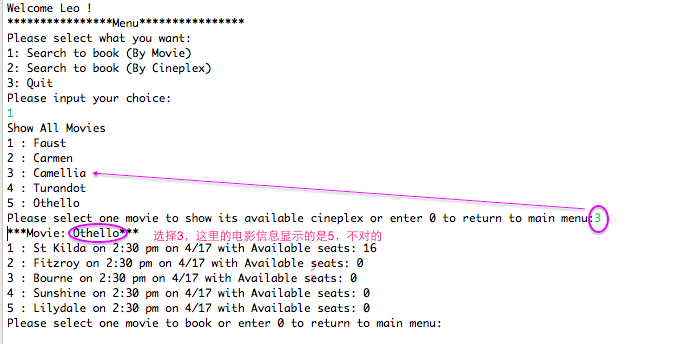 Welcome Leo !
****************Menu****************
Please select what you want:
1: Search to book (By Movie)
2: Search to book (By Cineplex)
3: Quit
Please input your choice:
1
Show All Movies
1 : Faust
2 : Carmen
3 : Camellia
4 : Turandot
5 : Othello
Please select one movie to show its available cineplex or enter 0 to return to main menu:3
***Movie: Othello*** 选择3，这里的电影信息显示的是5，不对的
1 : St Kilda on 2:30 pm on 4/17 with Available seats: 16
2 : Fitzroy on 2:30 pm on 4/17 with Available seats: 0
3 : Bourne on 2:30 pm on 4/17 with Available seats: 0
4 : Sunshine on 2:30 pm on 4/17 with Available seats: 0
5 : Lilydale on 2:30 pm on 4/17 with Available seats: 0
Please select one movie to book or enter 0 to return to main menu: